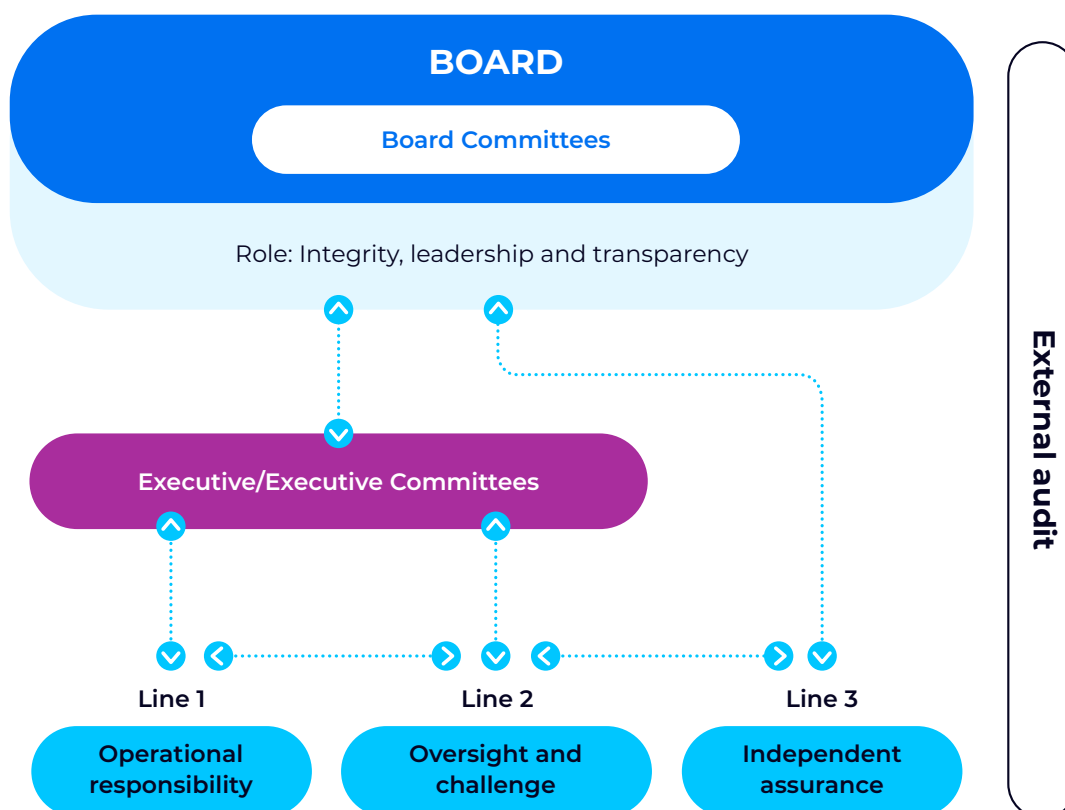 BOARD
Board Committees
Role: Integrity, leadership and transparency
Executive/Executive Committees
Line 1
Line 2
Line 3
Operational
responsibility
Oversight and
challenge
Independent
assurance
External audit